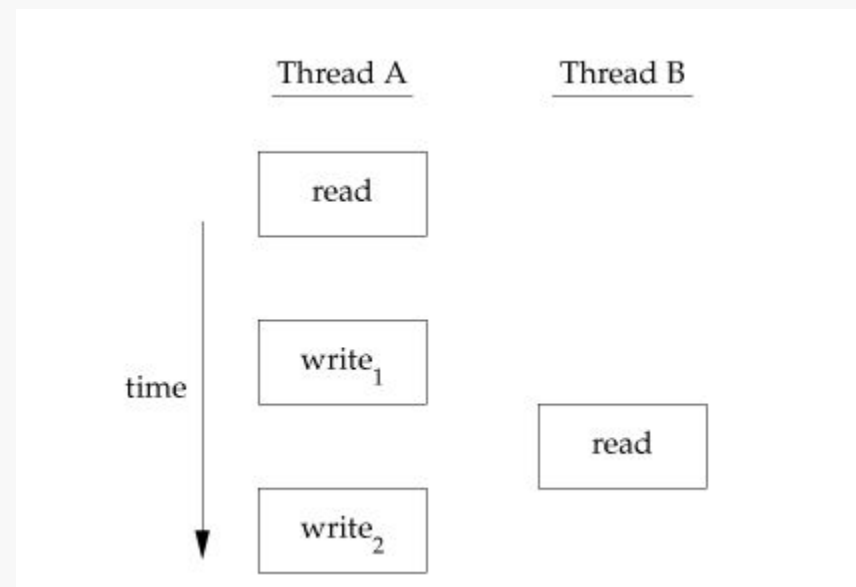 Thread A Thread B
read
write₁
time
read
write₂